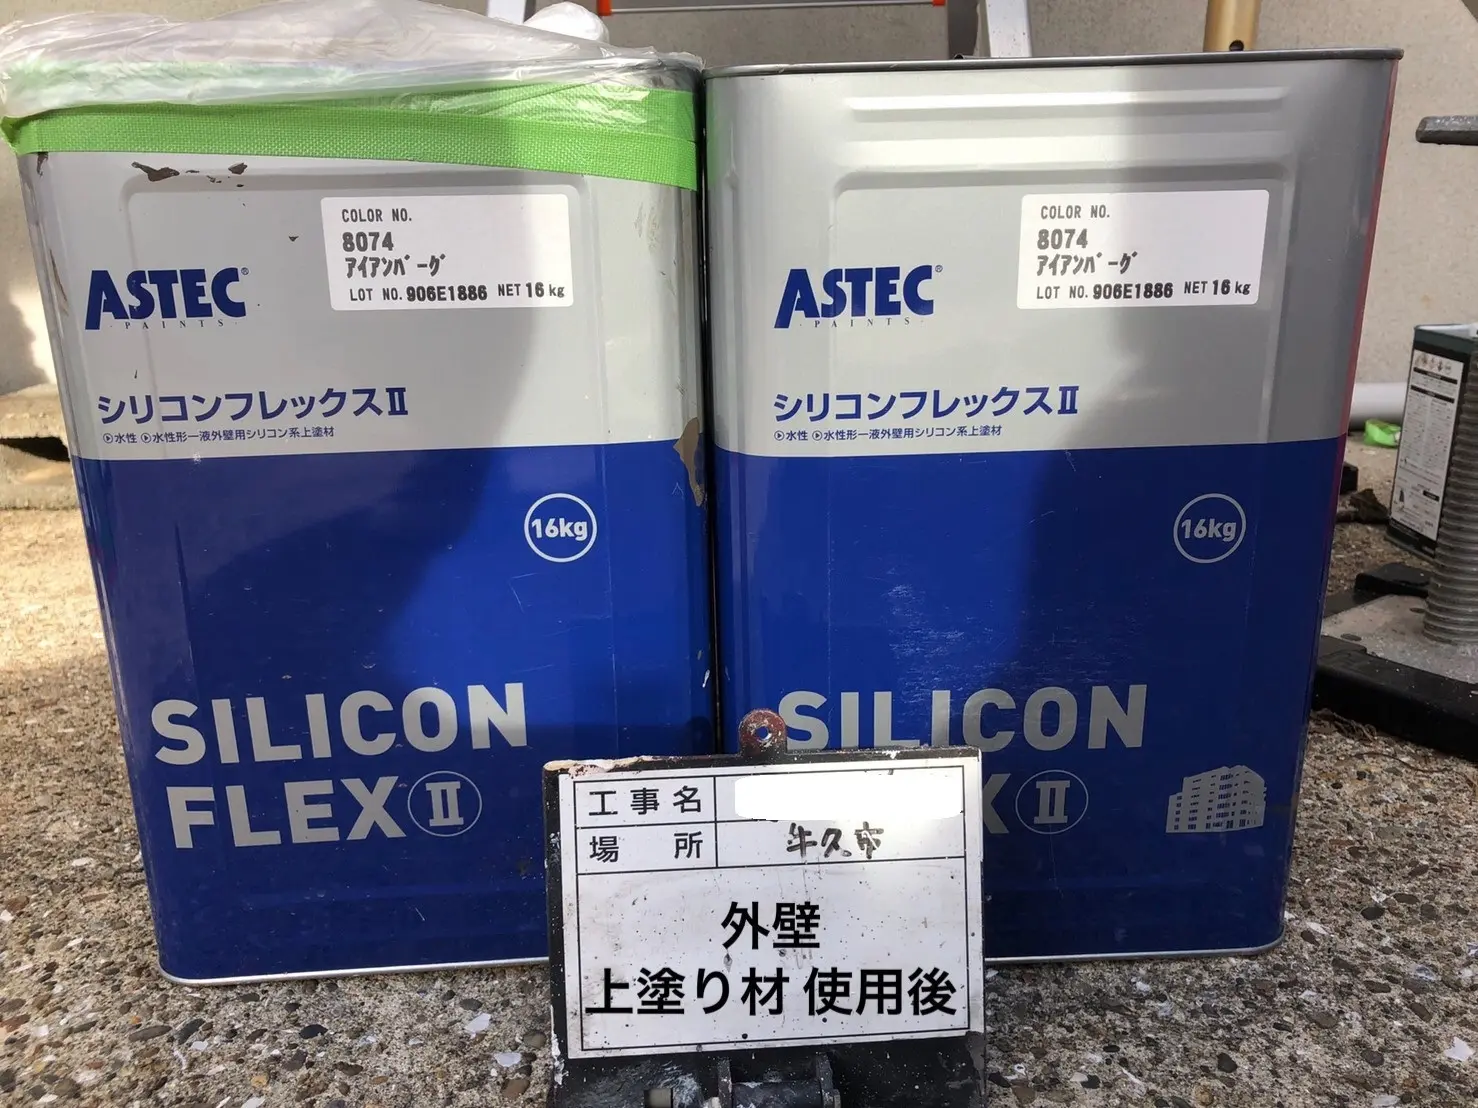 COLOR NO.
8074
アイアンバーグ
LOT NO. 906E1886 NET 16 kg
ASTEC®
PAINTS
シリコンフレックスⅡ
水性 水性形一液外壁用シリコン系上塗材
16kg
SILICON
FLEX Ⅱ
COLOR NO.
8074
アイアンバーグ
LOT NO. 906E1886 NET 16 kg
ASTEC®
PAINTS
シリコンフレックスⅡ
水性 水性形一液外壁用シリコン系上塗材
16kg
SILICON
X Ⅱ
工事名
場所 牛久市
外壁
上塗り材 使用後